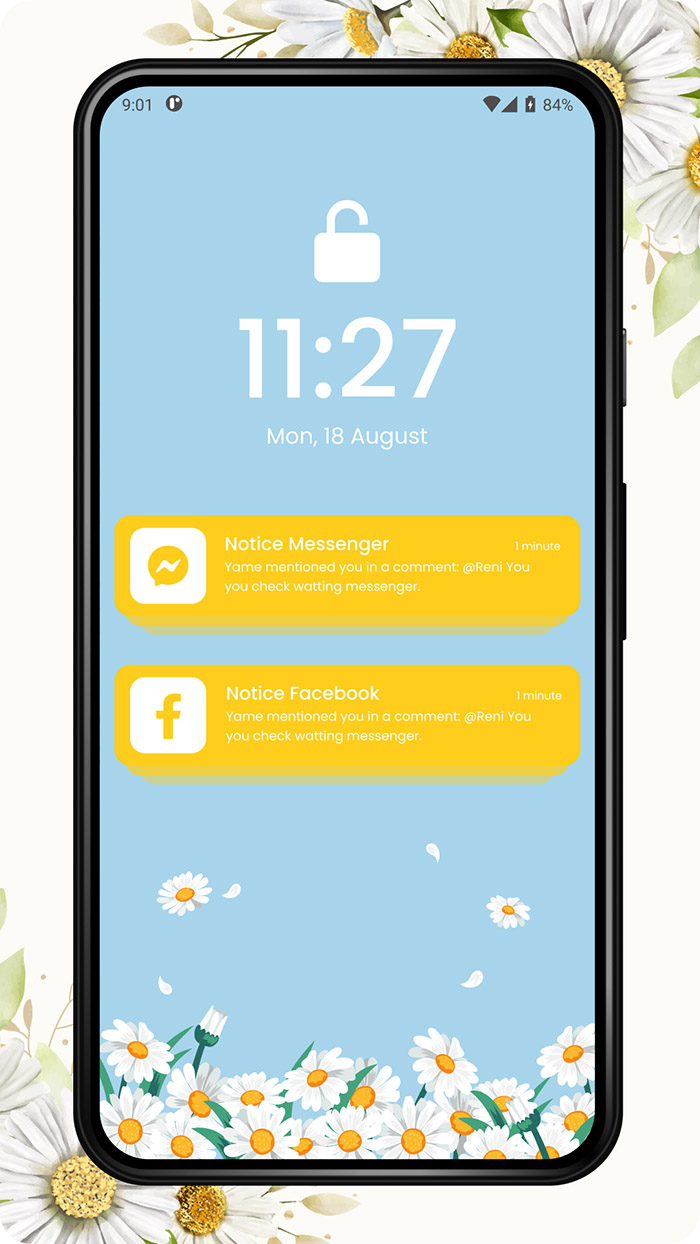 9:01 84%
11:27
Mon, 18 August
Notice Messenger 1 minute
Yame mentioned you in a comment: @Reni You
you check watting messenger.
Notice Facebook 1 minute
Yame mentioned you in a comment: @Reni You
you check watting messenger.